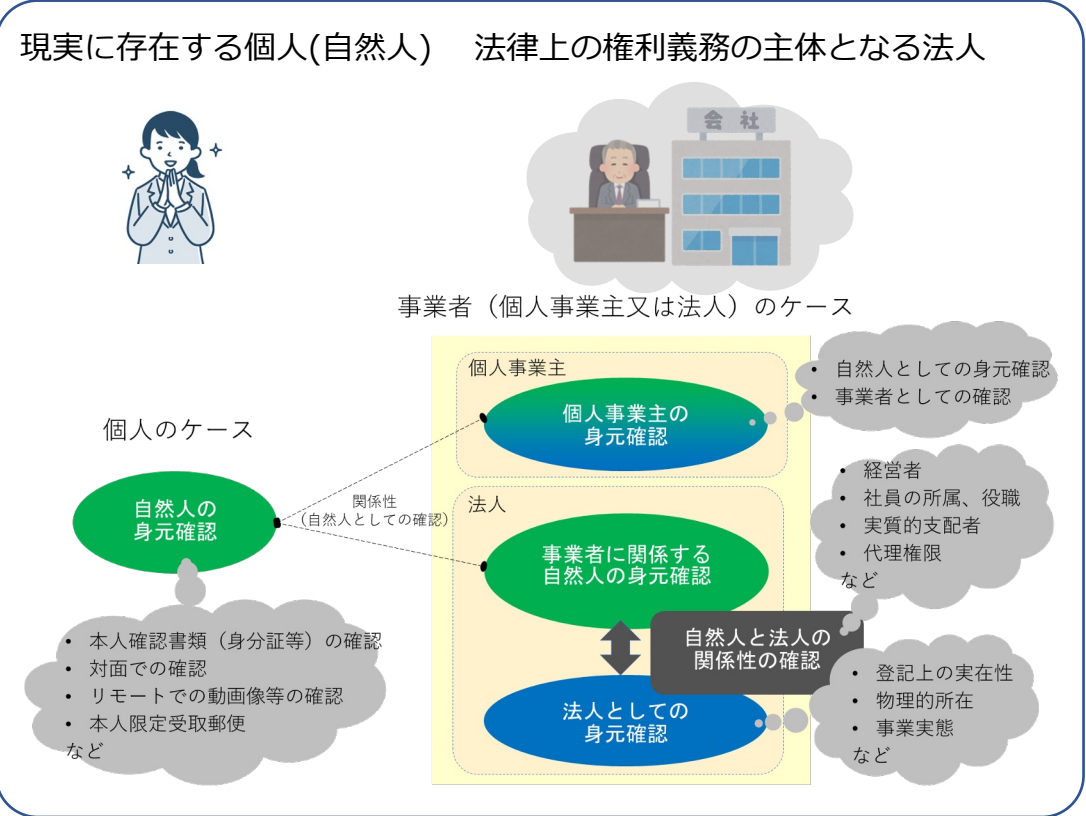 現実に存在する個人(自然人)
法律上の権利義務の主体となる法人
会 社
事業者（個人事業主又は法人）のケース
個人のケース
自然人の
身元確認
• 本人確認書類（身分証等）の確認
• 対面での確認
• リモートでの動画像等の確認
• 本人限定受取郵便
など
関係性
（自然人としての確認）
個人事業主
個人事業主の
身元確認
• 自然人としての身元確認
• 事業者としての確認
法人
事業者に関係する
自然人の身元確認
• 経営者
• 社員の所属、役職
• 実質的支配者
• 代理権限
など
自然人と法人の
関係性の確認
法人としての
身元確認
• 登記上の実在性
• 物理的所在
• 事業実態
など